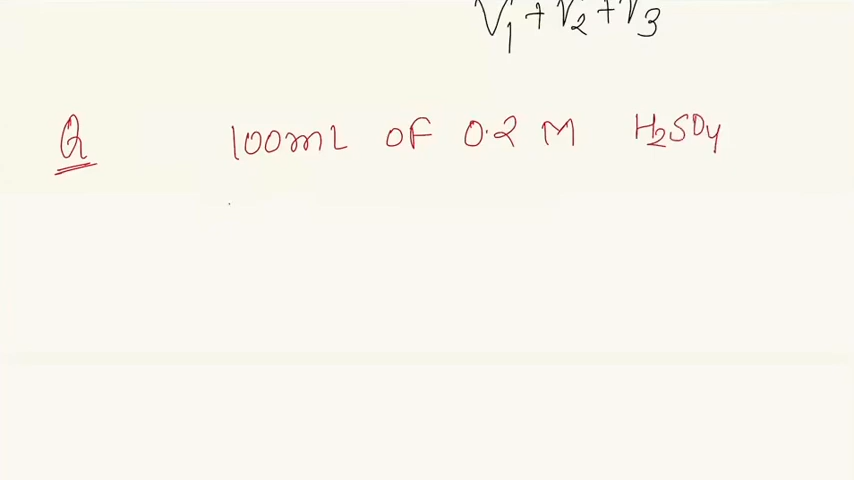 V₁ + V₂ + V₃
Q 100mL OF 0.2 M H₂SO₄